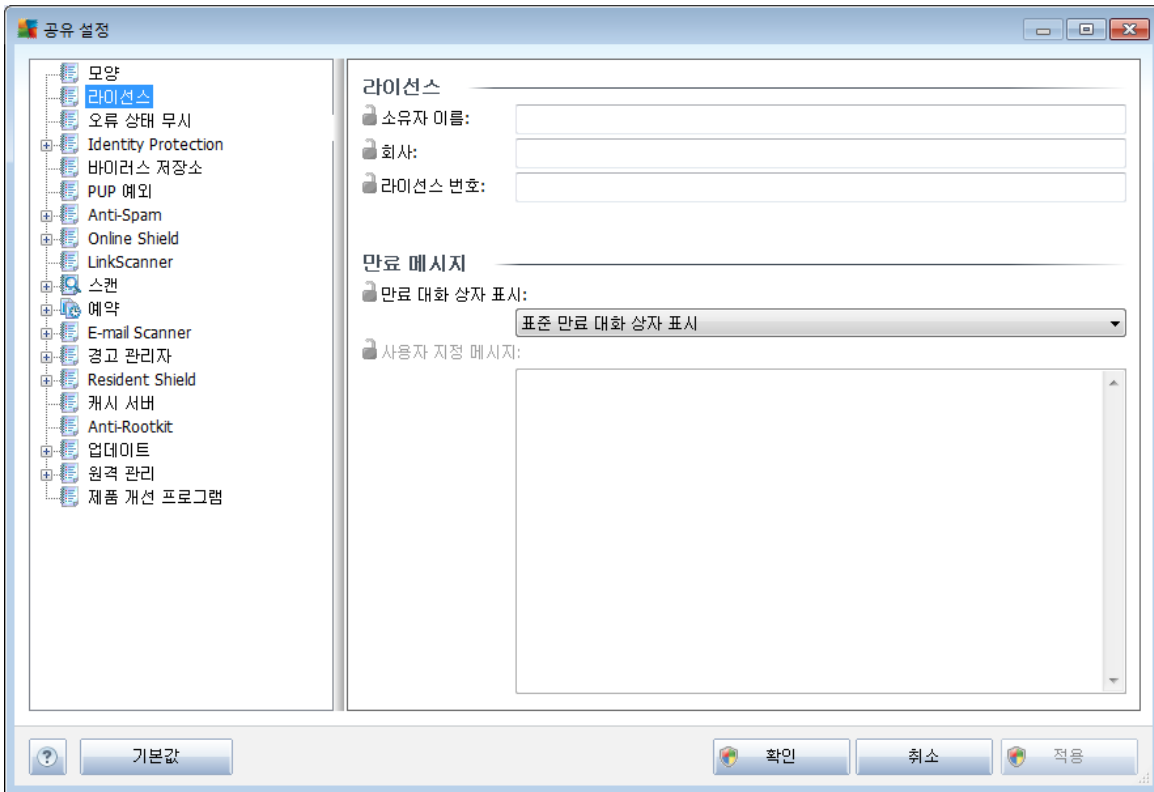 공유 설정
모양
라이선스
오류 상태 무시
Identity Protection
바이러스 저장소
PUP 예외
Anti-Spam
Online Shield
LinkScanner
스캔
예약
E-mail Scanner
경고 관리자
Resident Shield
캐시 서버
Anti-Rootkit
업데이트
원격 관리
제품 개선 프로그램
라이선스
소유자 이름:
회사:
라이선스 번호:
만료 메시지
만료 대화 상자 표시:
표준 만료 대화 상자 표시
사용자 지정 메시지:
?
기본값
확인
취소
적용